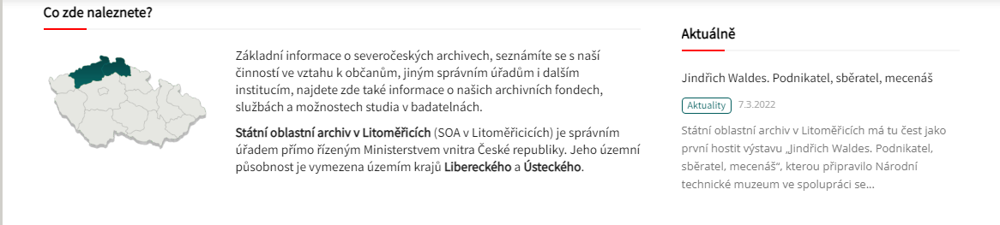 Co zde naleznete?
Základní informace o severočeských archivech, seznámíte se s naší
činností ve vztahu k občanům, jiným správním úřadům i dalším
institucím, najdete zde také informace o našich archivních fondech,
službách a možnostech studia v badatelnách.
Státní oblastní archiv v Litoměřicích (SOA v Litoměřicicích) je správním
úřadem přímo řízeným Ministerstvem vnitra České republiky. Jeho územní
působnost je vymezena územím krajů Libereckého a Ústeckého.
Aktuálně
Jindřich Waldes. Podnikatel, sběratel, mecenáš
Aktuality 7.3.2022
Státní oblastní archiv v Litoměřicích má tu čest jako
první hostit výstavu „Jindřich Waldes. Podnikatel,
sběratel, mecenáš“, kterou připravilo Národní
technické muzeum ve spolupráci se…